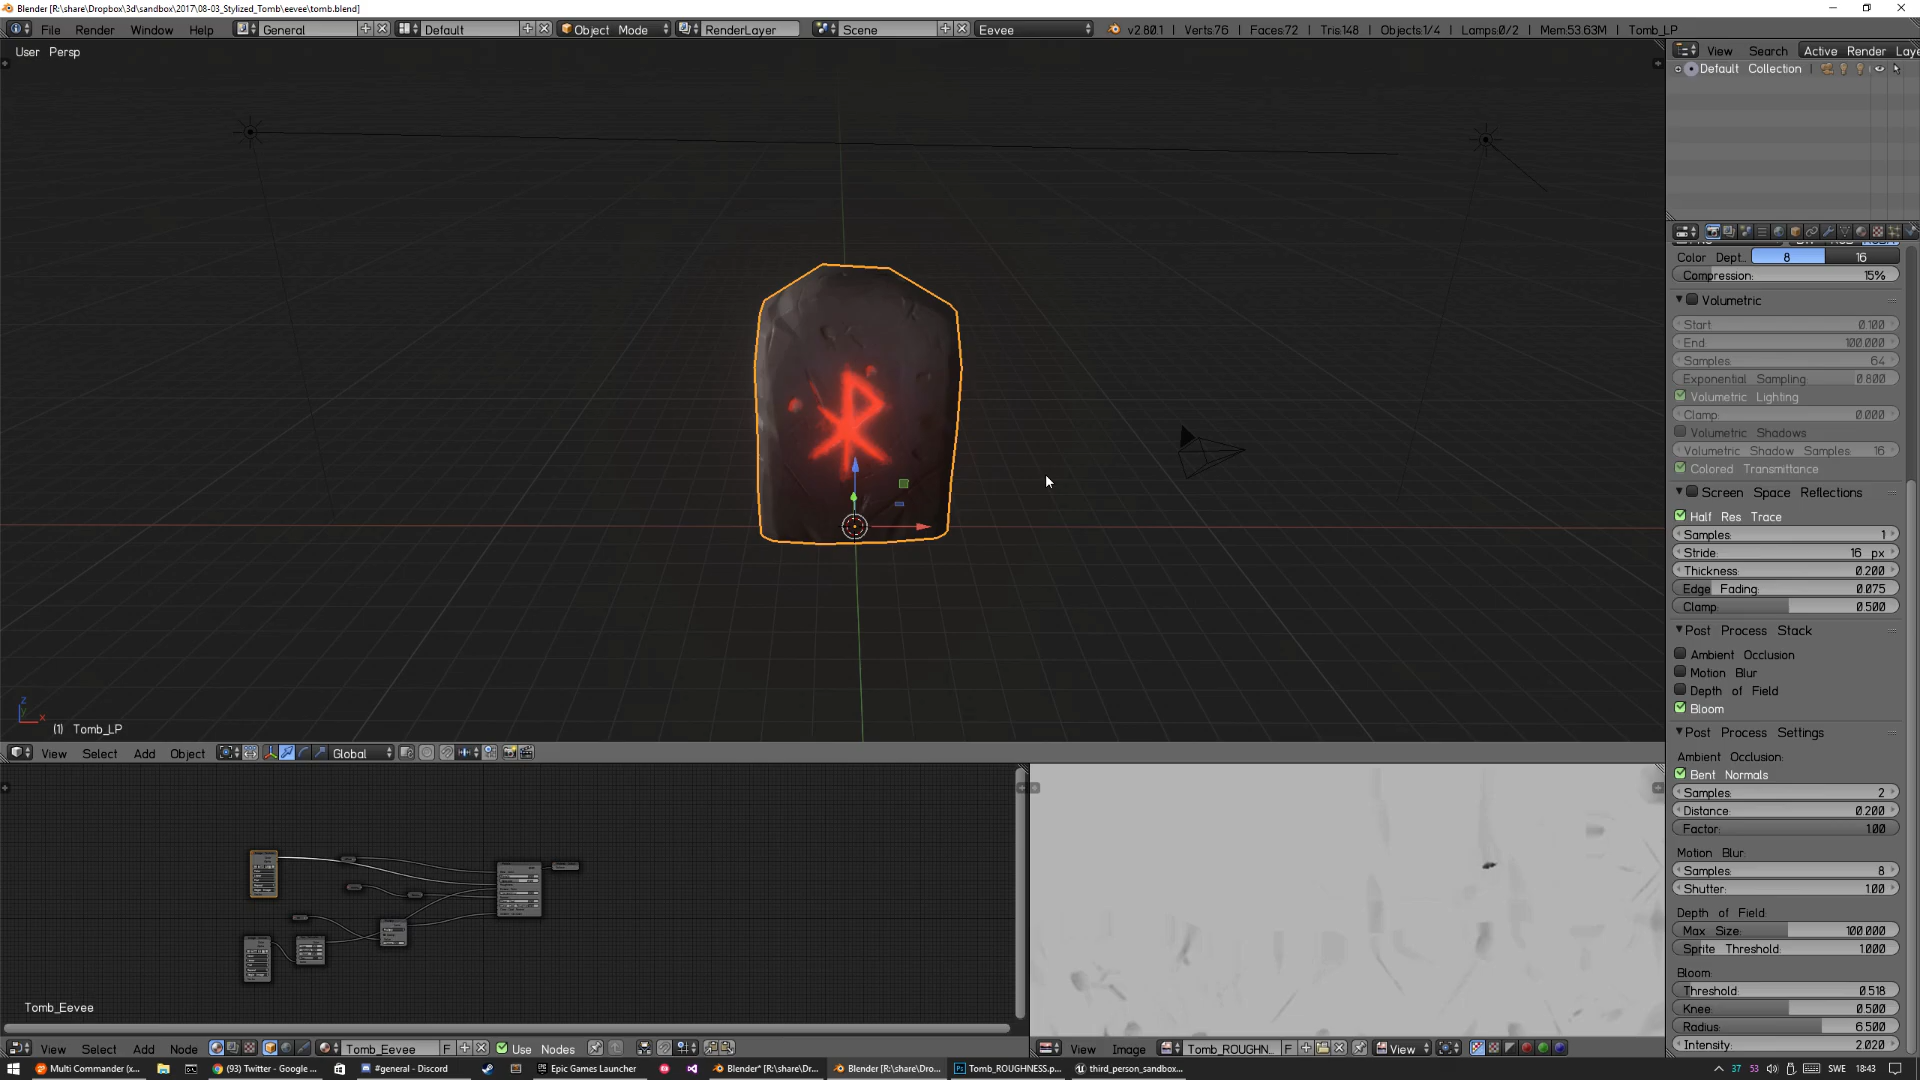 Blender [R:\share\Dropbox\3d\sandbox\2017\08-03_Stylized_Tomb\eevee\tomb.blend]
File Render Window Help General Default Object Mode RenderLayer Scene Eevee v2.80.1 | Verts:76 | Faces:72 | Tris:148 | Objects:1/4 | Lamps:0/2 | Mem:53.63M | Tomb_LP
User Persp
View Search Active Render Laye
Default Collection
Color Dept.. 8 16
Compression: 15%
Volumetric
Start 0.100
End 100.000
Samples: 64
Exponential Sampling: 0.800
Volumetric Lighting
Clamp: 0.000
Volumetric Shadows
Volumetric Shadow Samples: 16
Colored Transmittance
Screen Space Reflections
Half Res Trace
Samples: 1
Stride: 16 px
Thickness: 0.200
Edge Fading: 0.075
Clamp: 0.500
Post Process Stack
Ambient Occlusion
Motion Blur
Depth of Field
Bloom
Post Process Settings
Ambient Occlusion:
Bent Normals
Samples: 2
Distance: 0.200
Factor: 1.00
Motion Blur:
Samples: 8
Shutter: 1.00
Depth of Field:
Max Size: 100.000
Sprite Threshold: 1.000
Bloom:
Threshold: 0.518
Knee: 0.500
Radius: 6.500
Intensity: 2.020
z
y
x
(1) Tomb_LP
View Select Add Object Global
Tomb_Eevee
View Select Add Node Tomb_Eevee F Use Nodes
View Image Tomb_ROUGHN... F View
Multi Commander (x... (93) Twitter - Google ... #general - Discord Epic Games Launcher Blender* [R:\share\Dr... Blender [R:\share\Dro... Tomb_ROUGHNESS.p... third_person_sandbox... 37 53 SWE 18:43